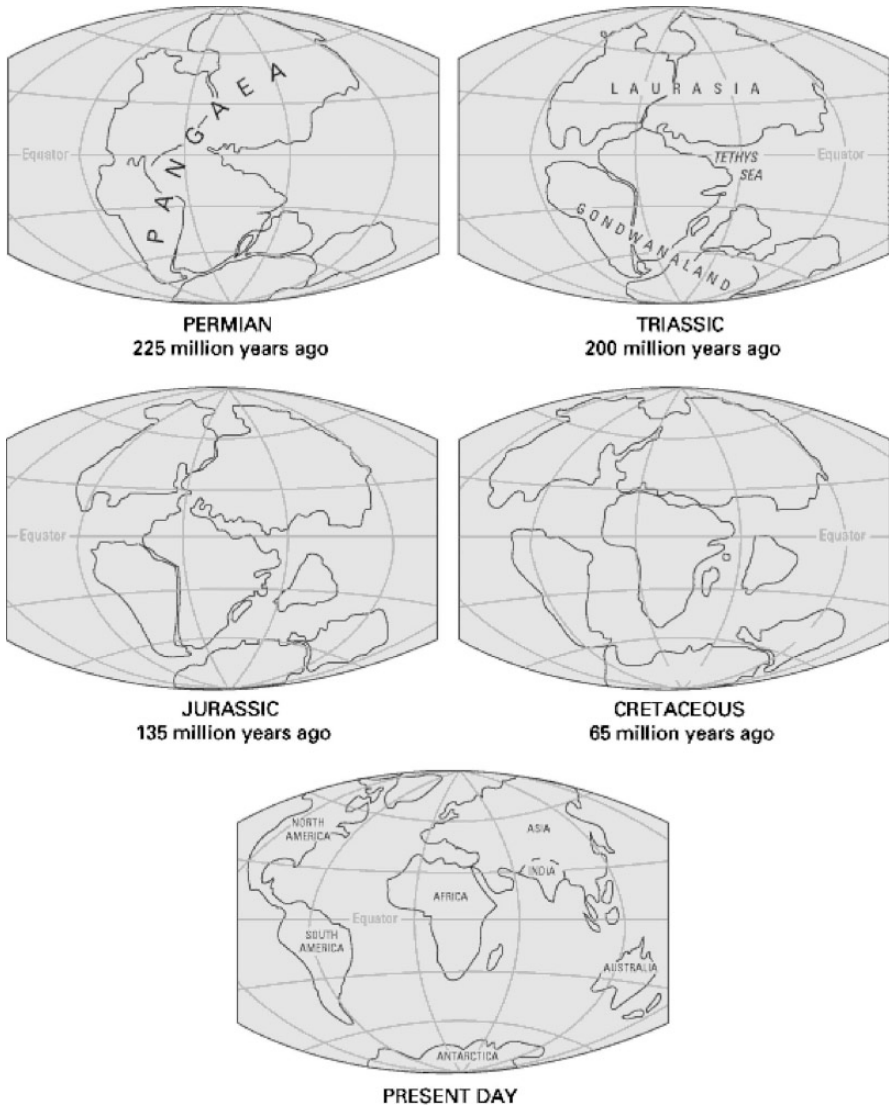 PANGAEA
Equator
PERMIAN
225 million years ago
LAURASIA
TETHYS
SEA
Equator
GONDWANALAND
TRIASSIC
200 million years ago
Equator
JURASSIC
135 million years ago
Equator
CRETACEOUS
65 million years ago
NORTH
AMERICA
ASIA
INDIA
AFRICA
Equator
SOUTH
AMERICA
AUSTRALIA
ANTARCTICA
PRESENT DAY